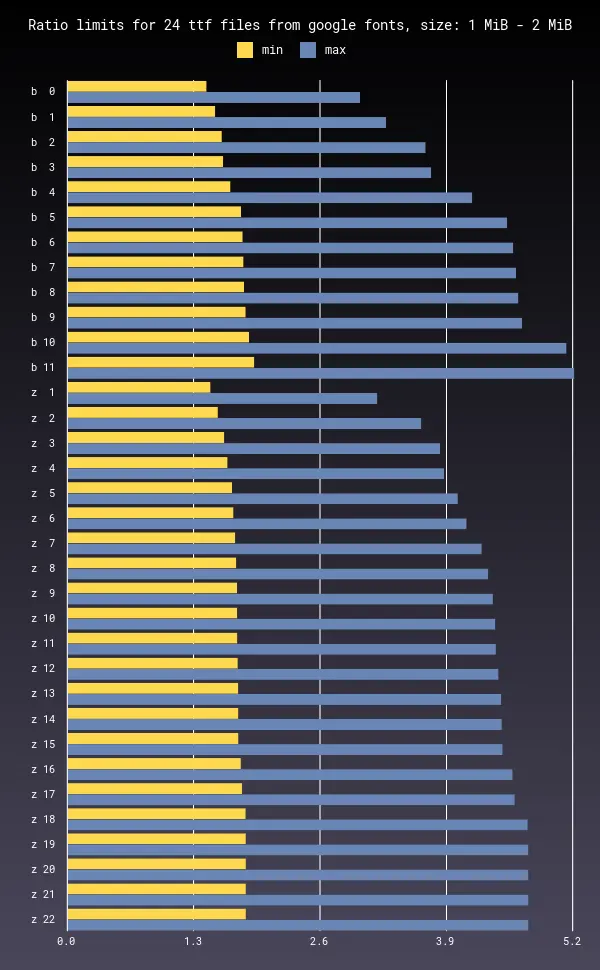 Ratio limits for 24 ttf files from google fonts, size: 1 MiB - 2 MiB
min max
b 0
b 1
b 2
b 3
b 4
b 5
b 6
b 7
b 8
b 9
b 10
b 11
z 1
z 2
z 3
z 4
z 5
z 6
z 7
z 8
z 9
z 10
z 11
z 12
z 13
z 14
z 15
z 16
z 17
z 18
z 19
z 20
z 21
z 22
0.0 1.3 2.6 3.9 5.2